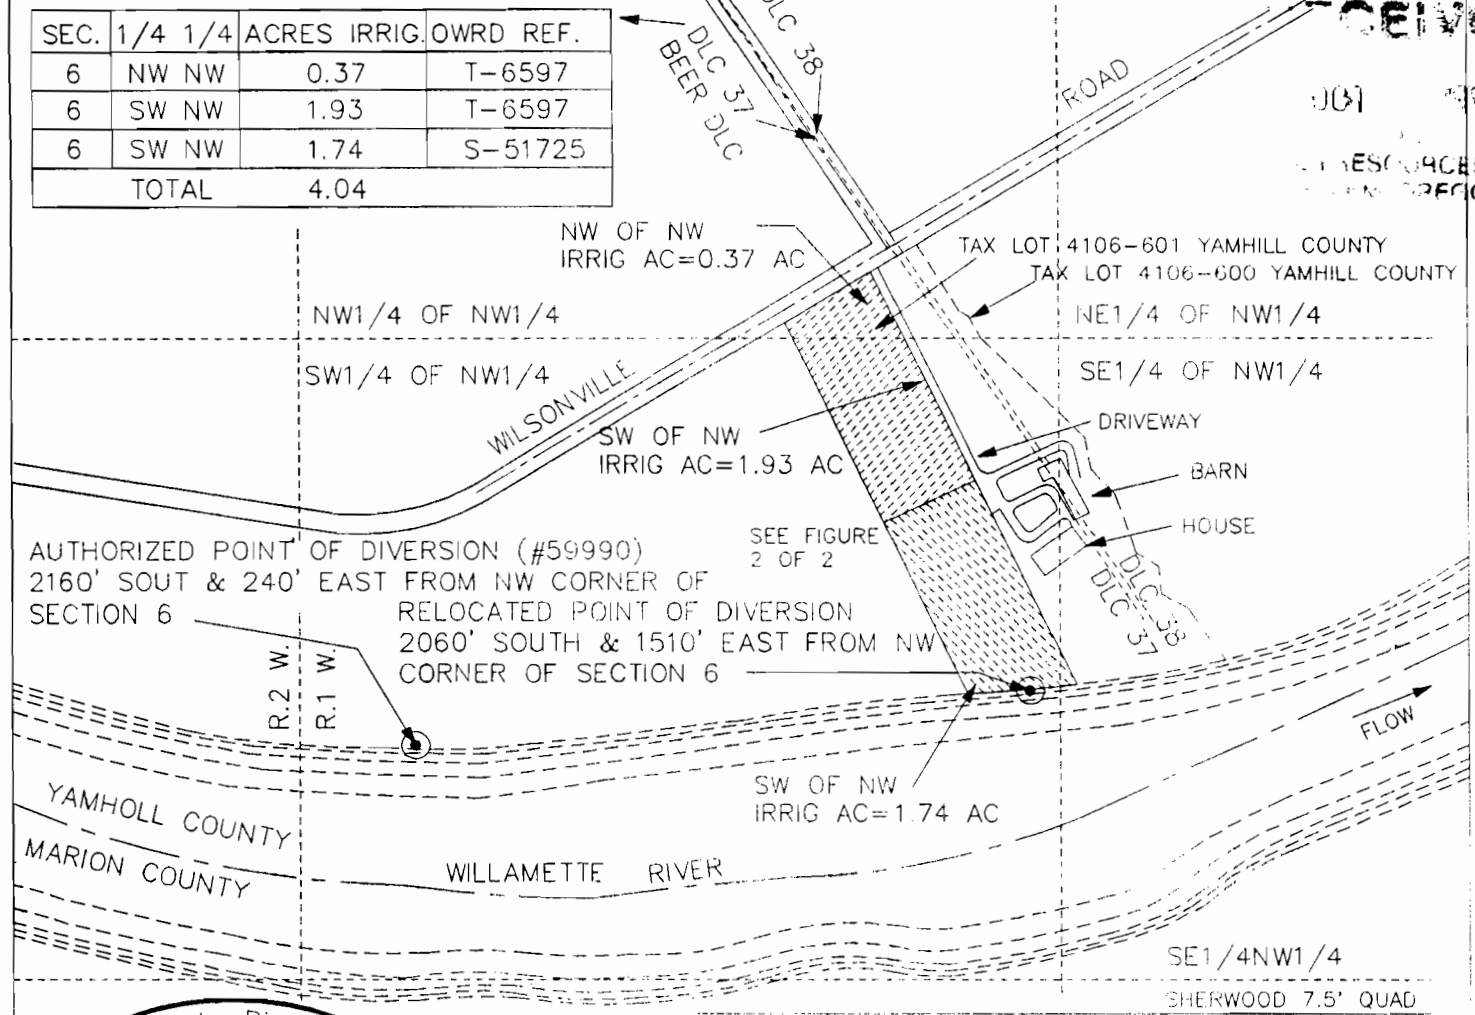 SEC. 1/4 1/4 ACRES IRRIG. OWRD REF.
6 NW NW 0.37 T-6597
6 SW NW 1.93 T-6597
6 SW NW 1.74 S-51725
TOTAL 4.04
DLC 38
DLC 37
BEER DLC
ROAD
NW OF NW
IRRIG AC=0.37 AC
TAX LOT 4106-601 YAMHILL COUNTY
TAX LOT 4106-600 YAMHILL COUNTY
NW1/4 OF NW1/4
NE1/4 OF NW1/4
SW1/4 OF NW1/4
SE1/4 OF NW1/4
WILSONVILLE
SW OF NW
IRRIG AC=1.93 AC
DRIVEWAY
BARN
HOUSE
SEE FIGURE
2 OF 2
AUTHORIZED POINT OF DIVERSION (#59990)
2160' SOUT & 240' EAST FROM NW CORNER OF
SECTION 6
RELOCATED POINT OF DIVERSION
2060' SOUTH & 1510' EAST FROM NW
CORNER OF SECTION 6
DLC 38
DLC 37
R.2 W.
R.1 W.
FLOW
SW OF NW
IRRIG AC=1.74 AC
YAMHOLL COUNTY
MARION COUNTY
WILLAMETTE RIVER
SE1/4NW1/4
SHERWOOD 7.5' QUAD